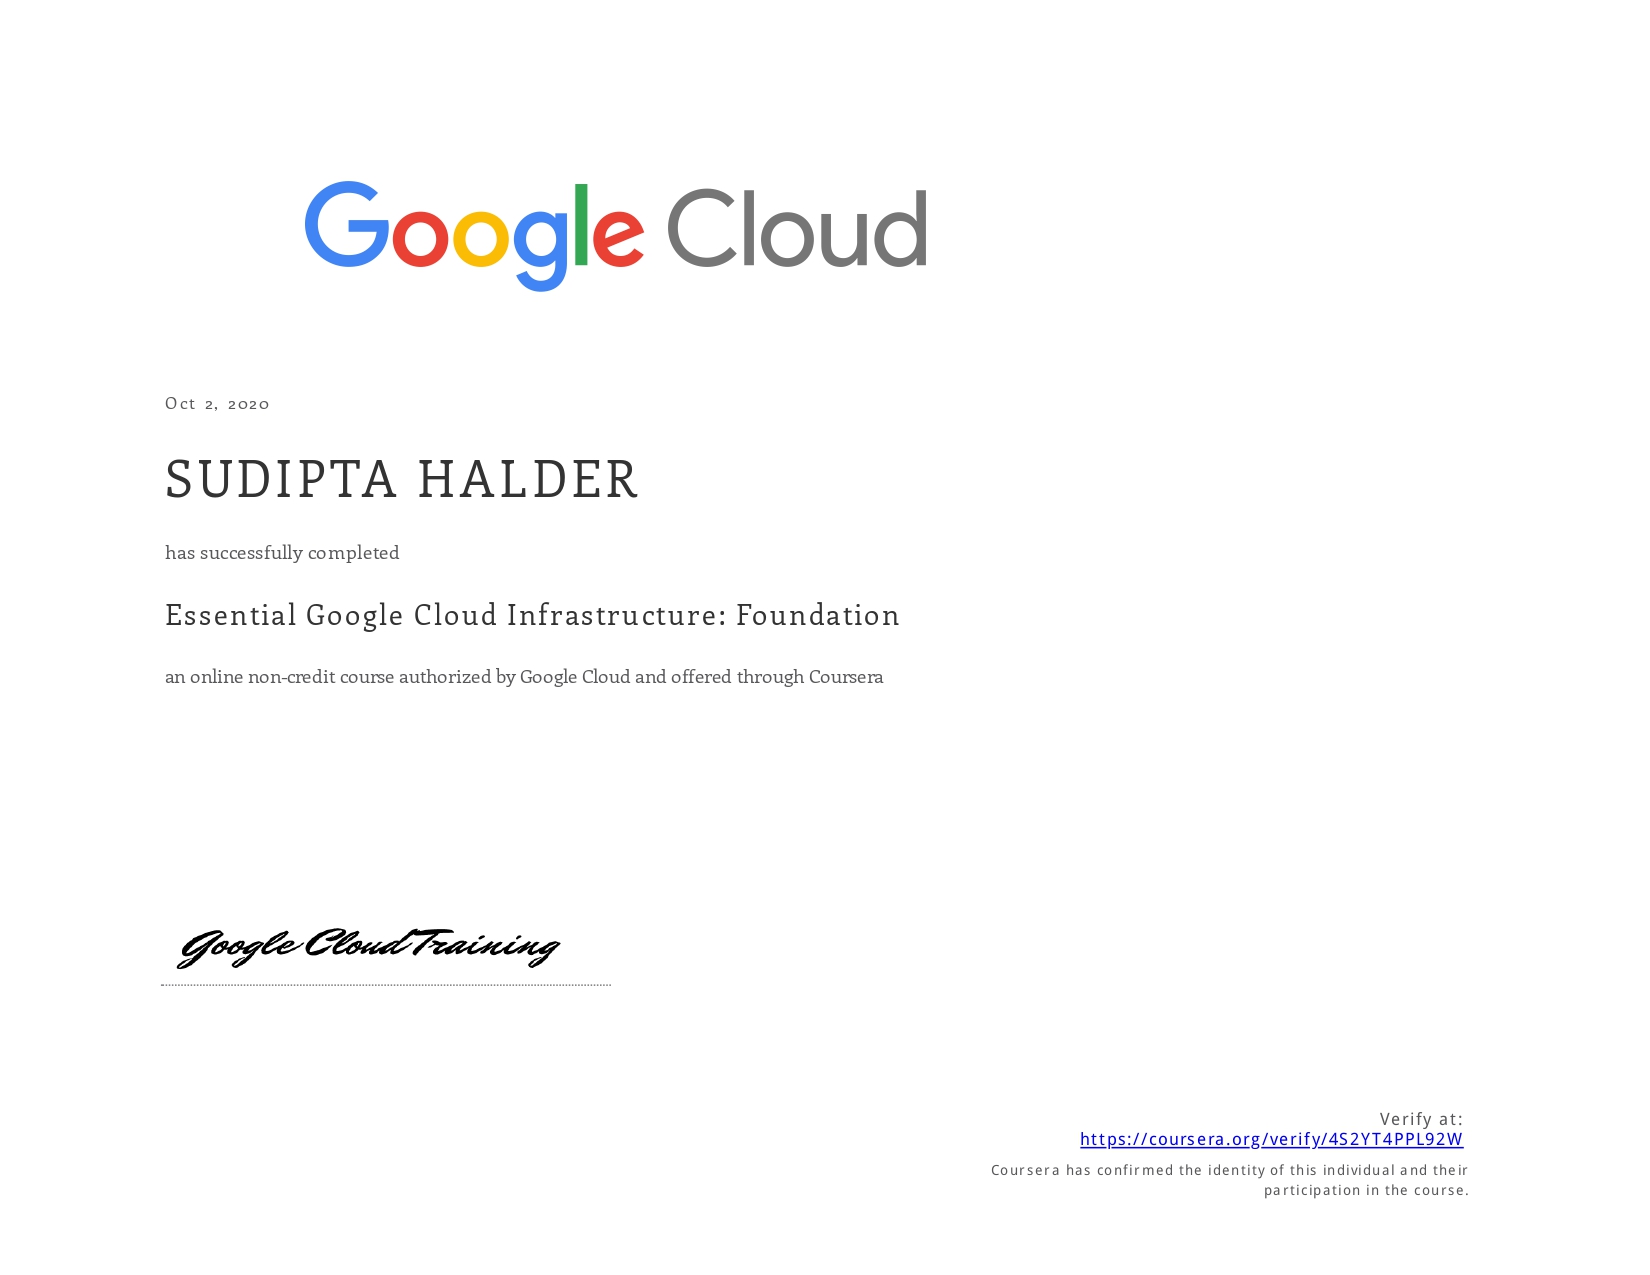 Google Cloud
Oct 2, 2020
SUDIPTA HALDER
has successfully completed
Essential Google Cloud Infrastructure: Foundation
an online non-credit course authorized by Google Cloud and offered through Coursera
Google Cloud Training
Verify at:
https://coursera.org/verify/4S2YT4PPL92W
Coursera has confirmed the identity of this individual and their
participation in the course.